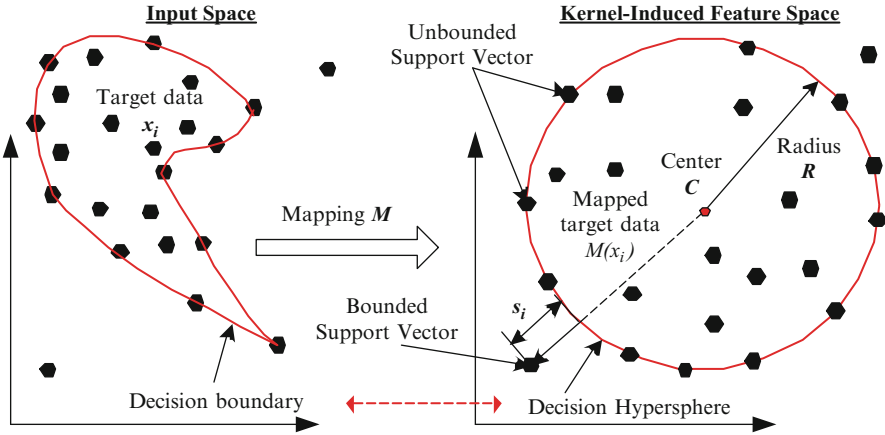 Input Space
Kernel-Induced Feature Space
Target data
x_i
Mapping M
Decision boundary
Unbounded
Support Vector
Center
C
Radius
R
Mapped
target data
M(x_i)
s_i
Bounded
Support Vector
Decision Hypersphere